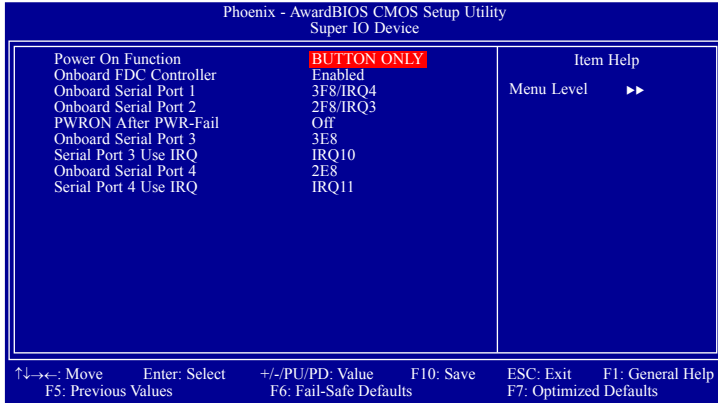 Phoenix - AwardBIOS CMOS Setup Utility
Super IO Device
Power On Function BUTTON ONLY
Onboard FDC Controller Enabled
Onboard Serial Port 1 3F8/IRQ4
Onboard Serial Port 2 2F8/IRQ3
PWRON After PWR-Fail Off
Onboard Serial Port 3 3E8
Serial Port 3 Use IRQ IRQ10
Onboard Serial Port 4 2E8
Serial Port 4 Use IRQ IRQ11
Item Help
Menu Level ▶▶
↑↓→←: Move Enter: Select +/-/PU/PD: Value F10: Save ESC: Exit F1: General Help
F5: Previous Values F6: Fail-Safe Defaults F7: Optimized Defaults